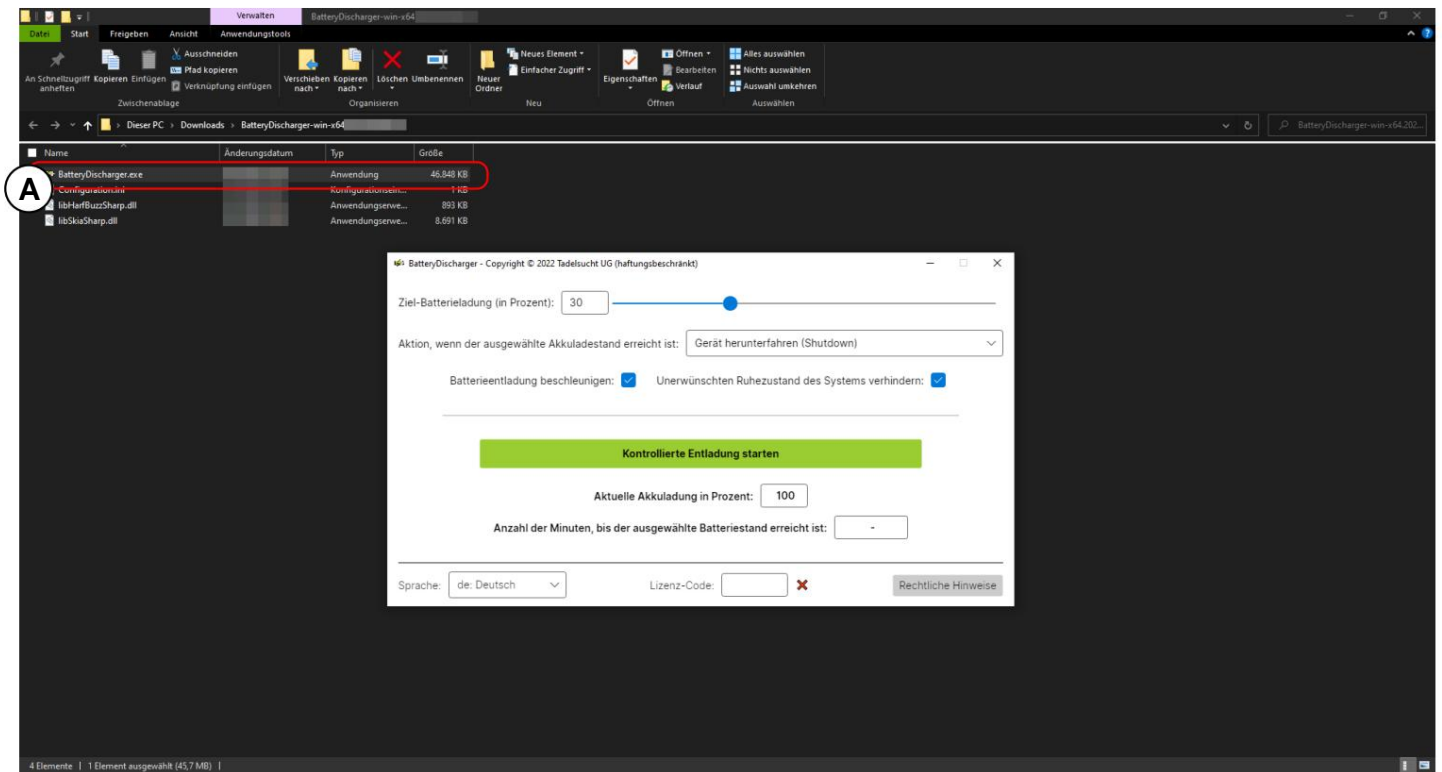 Verwalten BatteryDischarger-win-x64
Datei Start Freigeben Ansicht Anwendungstools
An Schnellzugriff anheften Kopieren Einfügen
Ausschneiden
Pfad kopieren
Verknüpfung einfügen
Zwischenablage
Verschieben nach Kopieren nach Löschen Umbenennen
Organisieren
Neuer Ordner
Neues Element
Einfacher Zugriff
Neu
Eigenschaften
Öffnen
Bearbeiten
Verlauf
Öffnen
Alles auswählen
Nichts auswählen
Auswahl umkehren
Auswählen
Dieser PC > Downloads > BatteryDischarger-win-x64
BatteryDischarger-win-x64.202...
Name Änderungsdatum Typ Größe
A
BatteryDischarger.exe Anwendung 46.848 KB
Configuration.ini Konfigurationsein... 1 KB
libHarfBuzzSharp.dll Anwendungserwe... 893 KB
libSkiaSharp.dll Anwendungserwe... 8.691 KB
BatteryDischarger - Copyright © 2022 Tadelsucht UG (haftungsbeschränkt)
Ziel-Batterieladung (in Prozent): 30
Aktion, wenn der ausgewählte Akkuladestand erreicht ist: Gerät herunterfahren (Shutdown)
Batterieentladung beschleunigen: Unerwünschten Ruhezustand des Systems verhindern:
Kontrollierte Entladung starten
Aktuelle Akkuladung in Prozent: 100
Anzahl der Minuten, bis der ausgewählte Batteriestand erreicht ist: -
Sprache: de: Deutsch Lizenz-Code: Rechtliche Hinweise
4 Elemente | 1 Element ausgewählt (45,7 MB) |